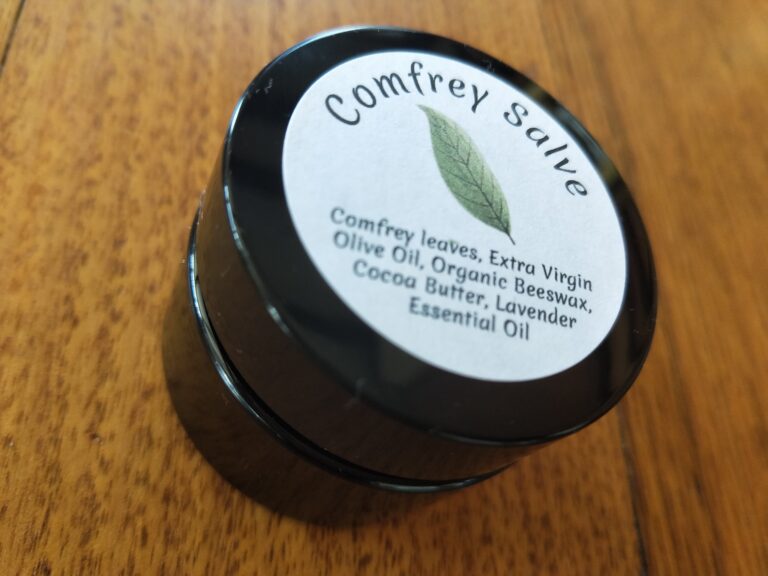 Comfrey Salve
Comfrey leaves, Extra Virgin
Olive Oil, Organic Beeswax,
Cocoa Butter, Lavender
Essential Oil